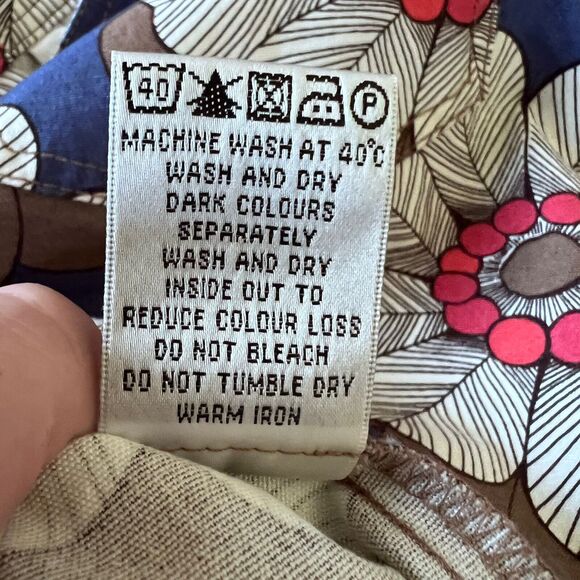 40 P
MACHINE WASH AT 40°C
WASH AND DRY
DARK COLOURS
SEPARATELY
WASH AND DRY
INSIDE OUT TO
REDUCE COLOUR LOSS
DO NOT BLEACH
DO NOT TUMBLE DRY
WARM IRON